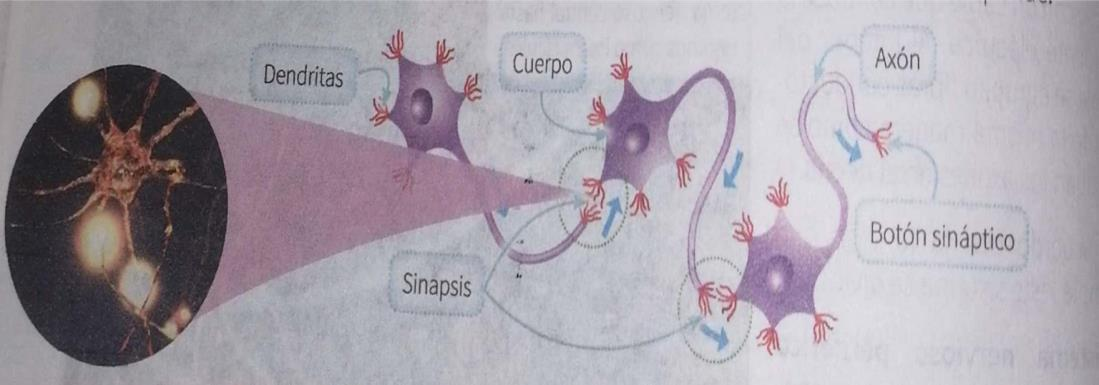 Dendritas
Cuerpo
Axón
Botón sináptico
Sinapsis